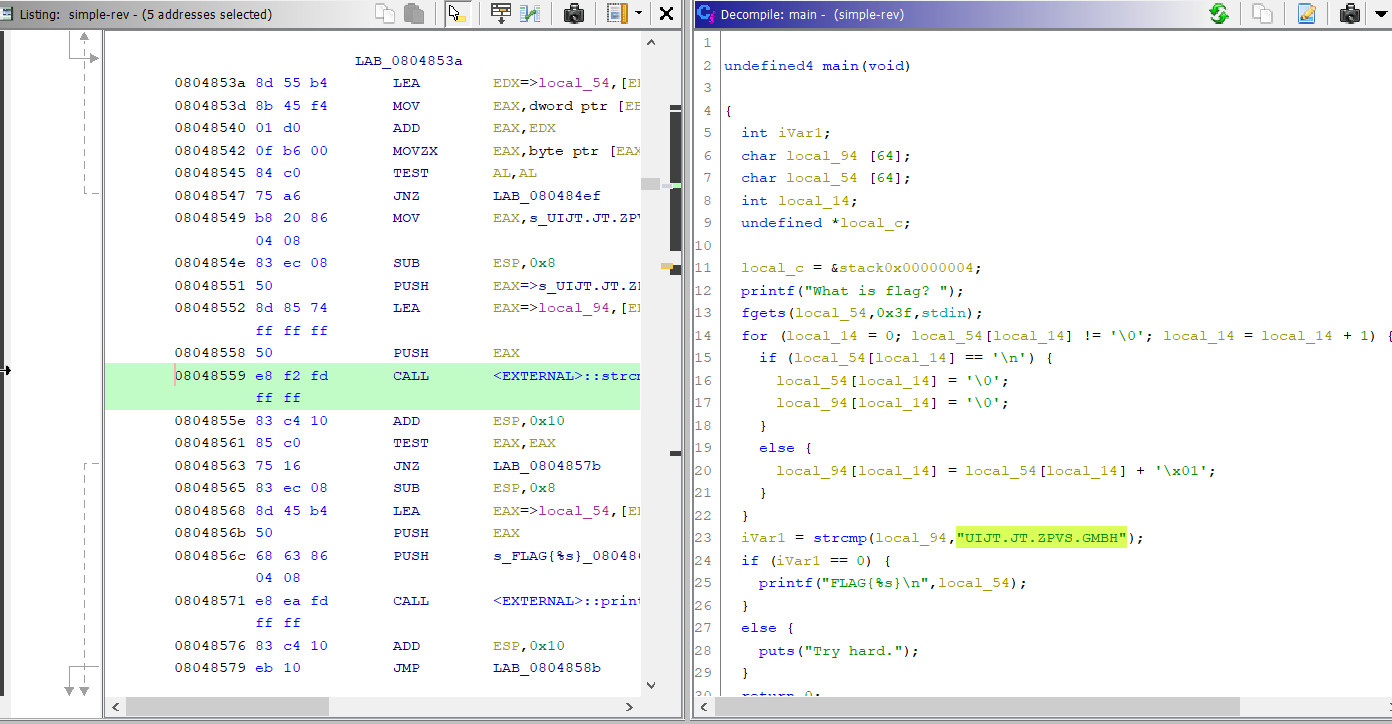 Listing: simple-rev - (5 addresses selected)
LAB_0804853a
0804853a 8d 55 b4 LEA EDX=>local_54,[E
0804853d 8b 45 f4 MOV EAX,dword ptr [E
08048540 01 d0 ADD EAX,EDX
08048542 0f b6 00 MOVZX EAX,byte ptr [EAX
08048545 84 c0 TEST AL,AL
08048547 75 a6 JNZ LAB_080484ef
08048549 b8 20 86 MOV EAX,s_UIJT.JT.ZPV
04 08
0804854e 83 ec 08 SUB ESP,0x8
08048551 50 PUSH EAX=>s_UIJT.JT.Z
08048552 8d 85 74 LEA EAX=>local_94,[E
ff ff ff
08048558 50 PUSH EAX
08048559 e8 f2 fd CALL <EXTERNAL>::strc
ff ff
0804855e 83 c4 10 ADD ESP,0x10
08048561 85 c0 TEST EAX,EAX
08048563 75 16 JNZ LAB_0804857b
08048565 83 ec 08 SUB ESP,0x8
08048568 8d 45 b4 LEA EAX=>local_54,[E
0804856b 50 PUSH EAX
0804856c 68 63 86 PUSH s_FLAG{%s}_0804
04 08
08048571 e8 ea fd CALL <EXTERNAL>::prin
ff ff
08048576 83 c4 10 ADD ESP,0x10
08048579 eb 10 JMP LAB_0804858b
Decompile: main - (simple-rev)
1
2 undefined4 main(void)
3
4 {
5 int iVar1;
6 char local_94 [64];
7 char local_54 [64];
8 int local_14;
9 undefined *local_c;
10
11 local_c = &stack0x00000004;
12 printf("What is flag? ");
13 fgets(local_54,0x3f,stdin);
14 for (local_14 = 0; local_54[local_14] != '\0'; local_14 = local_14 + 1) {
15 if (local_54[local_14] == '\n') {
16 local_54[local_14] = '\0';
17 local_94[local_14] = '\0';
18 }
19 else {
20 local_94[local_14] = local_54[local_14] + '\x01';
21 }
22 }
23 iVar1 = strcmp(local_94,"UIJT.JT.ZPVS.GMBH");
24 if (iVar1 == 0) {
25 printf("FLAG{%s}\n",local_54);
26 }
27 else {
28 puts("Try hard.");
29 }
30 return 0;